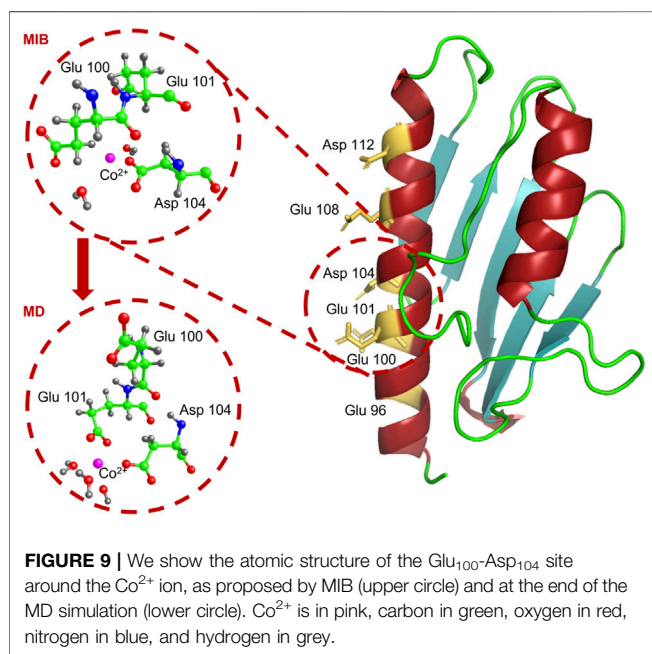 MIB
Glu 100
Glu 101
Co²⁺
Asp 104
MD
Glu 100
Glu 101
Asp 104
Co²⁺
Asp 112
Glu 108
Asp 104
Glu 101
Glu 100
Glu 96
FIGURE 9 | We show the atomic structure of the Glu₁₀₀-Asp₁₀₄ site
around the Co²⁺ ion, as proposed by MIB (upper circle) and at the end of the
MD simulation (lower circle). Co²⁺ is in pink, carbon in green, oxygen in red,
nitrogen in blue, and hydrogen in grey.